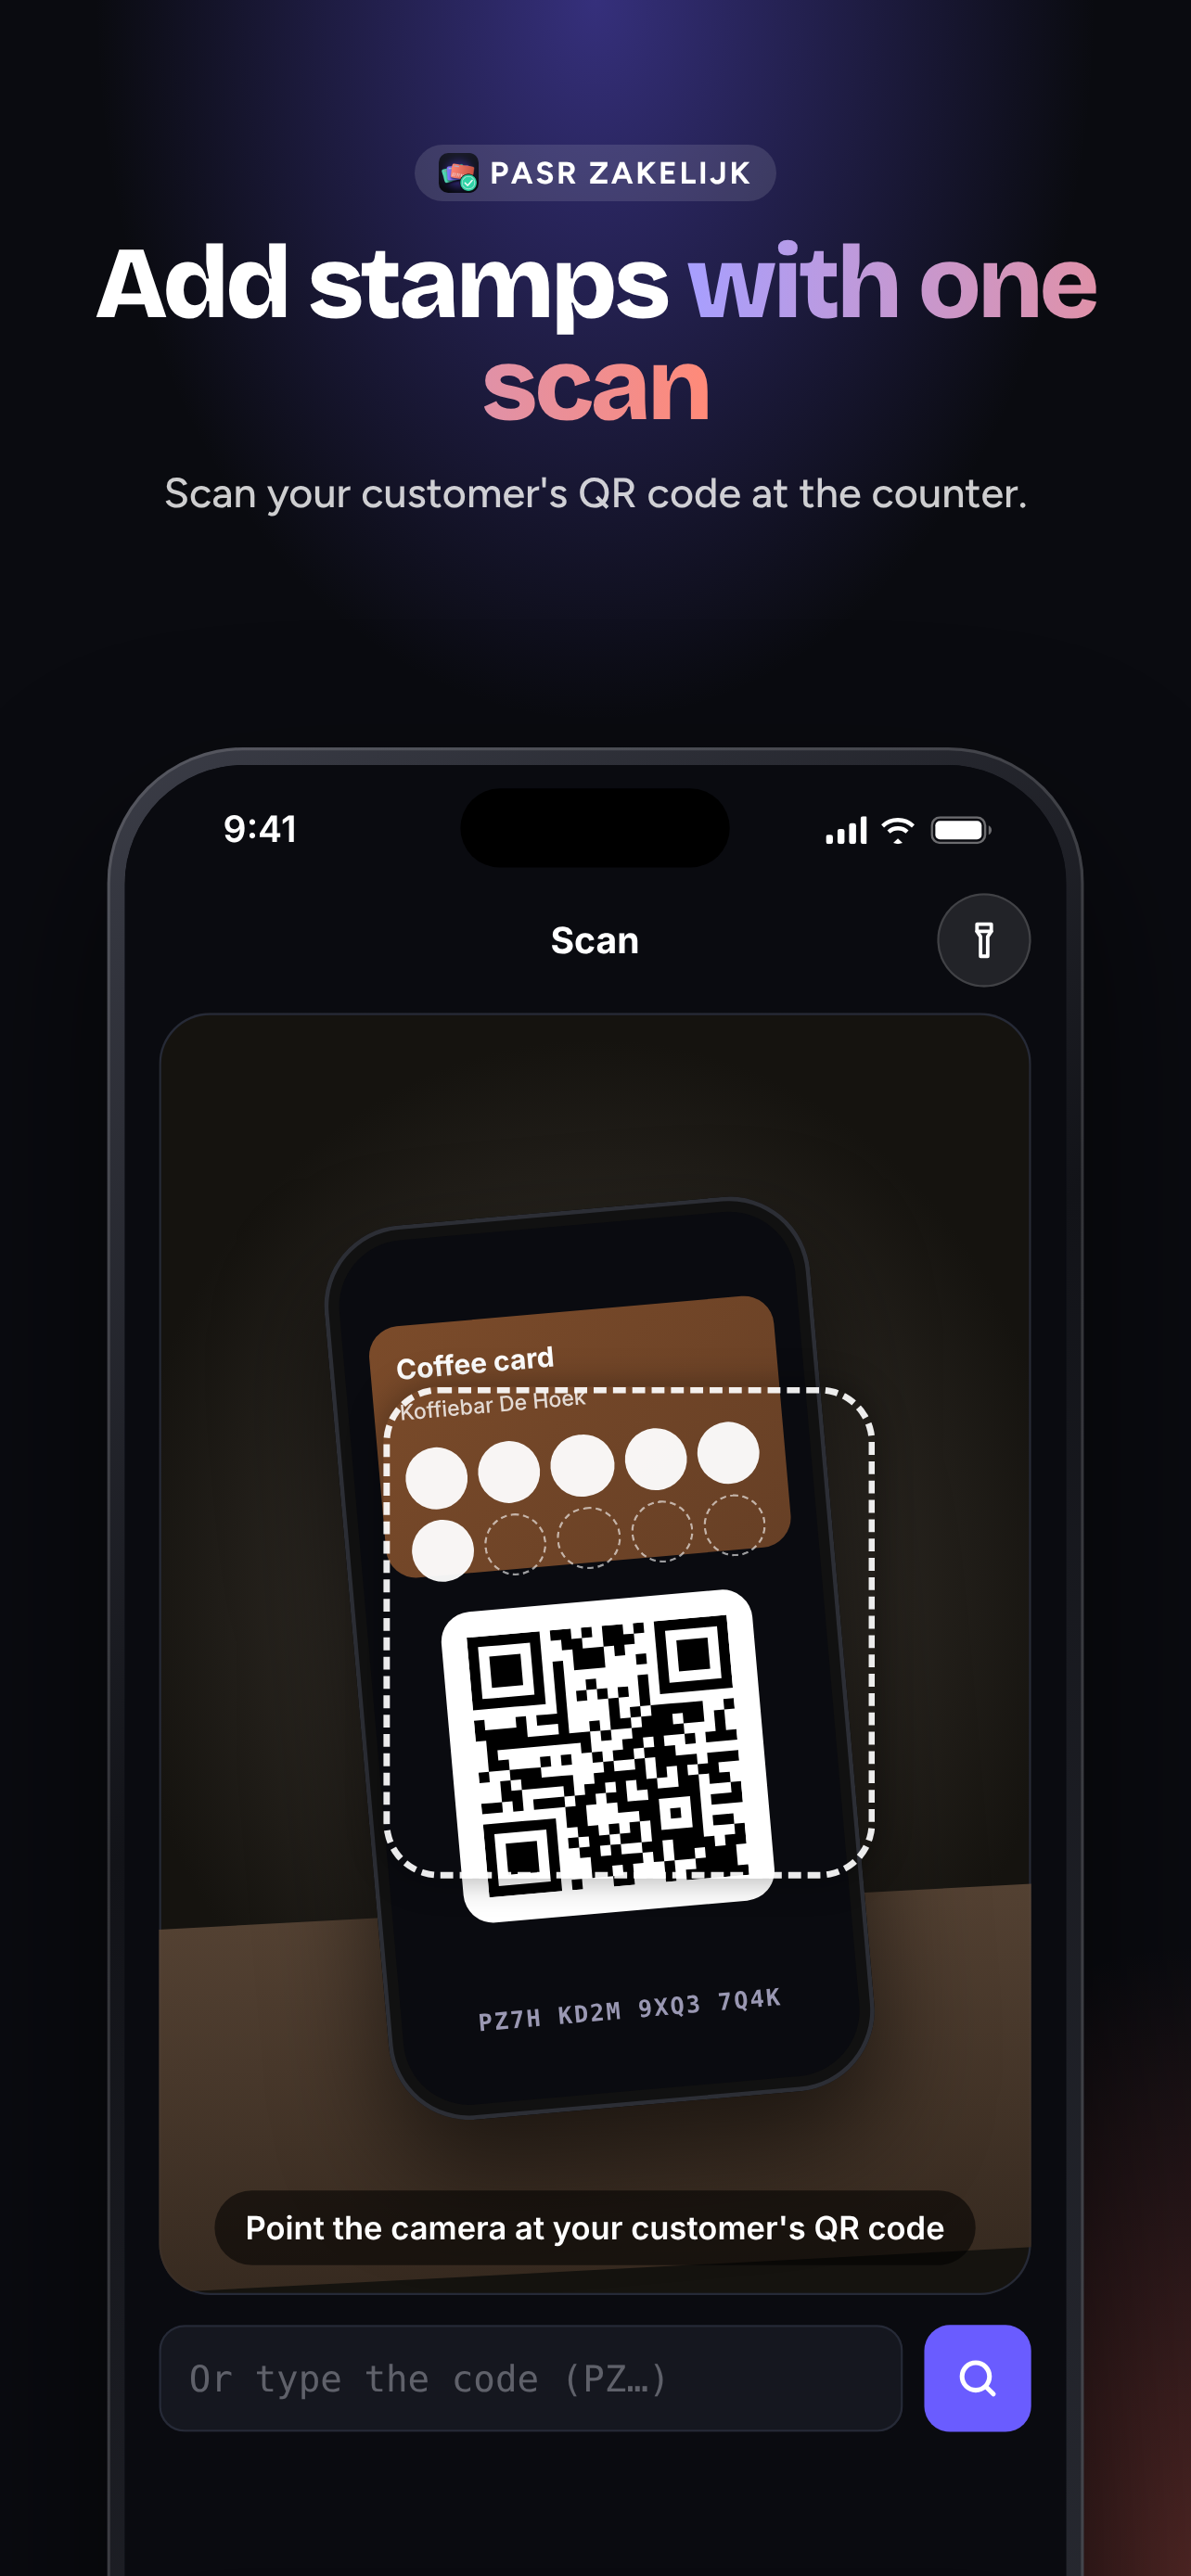 PASR ZAKELIJK
Add stamps with one
scan
Scan your customer's QR code at the counter.
9:41
Scan
Coffee card
Koffiebar De Hoek
PZ7H KD2M 9XQ3 7Q4K
Point the camera at your customer's QR code
Or type the code (PZ…)